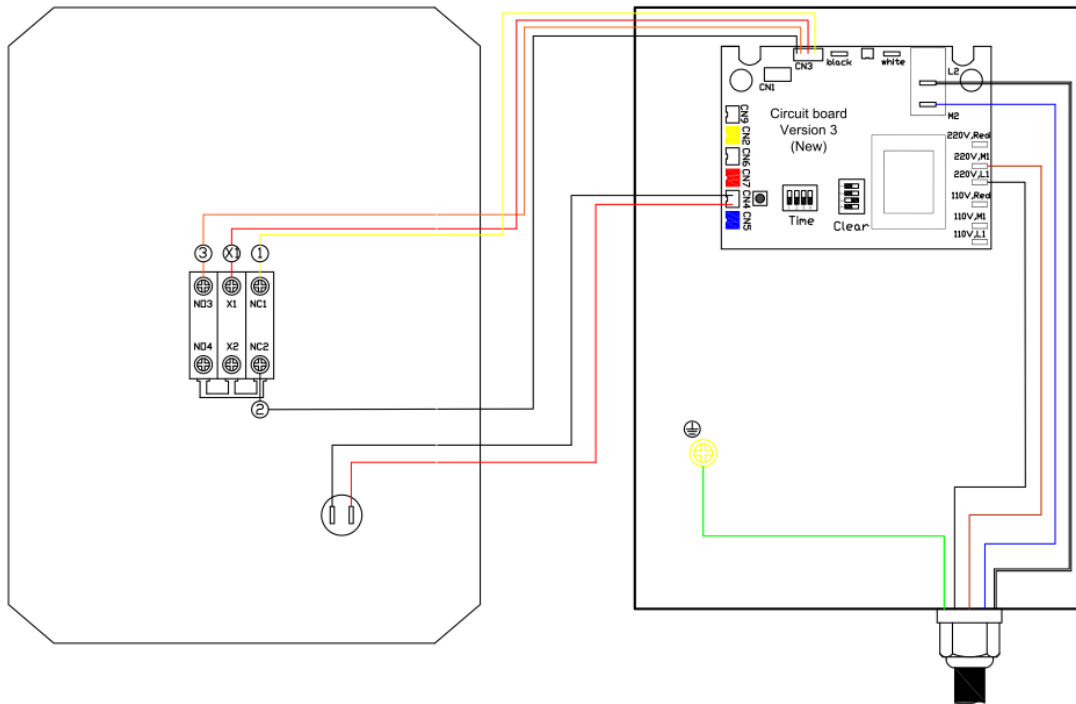 CN3
black
white
L2
CN1
M2
CN9
Circuit board
Version 3
(New)
CN2
220V,Red
CN6
220V,M1
CN7
220V,L1
CN4
110V,Red
CN5
Time
Clear
110V,M1
110V,L1
3
X1
1
NO3
X1
NC1
NO4
X2
NC2
2